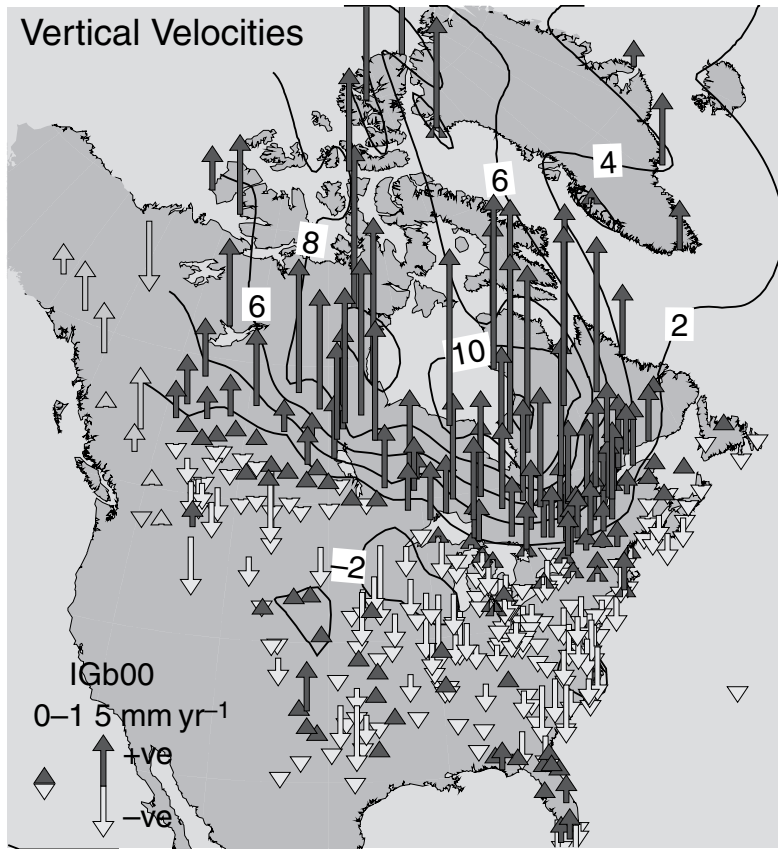 Vertical Velocities
4
6
8
6
2
10
–2
IGb00
0–1 5 mm yr–1
+ve
–ve